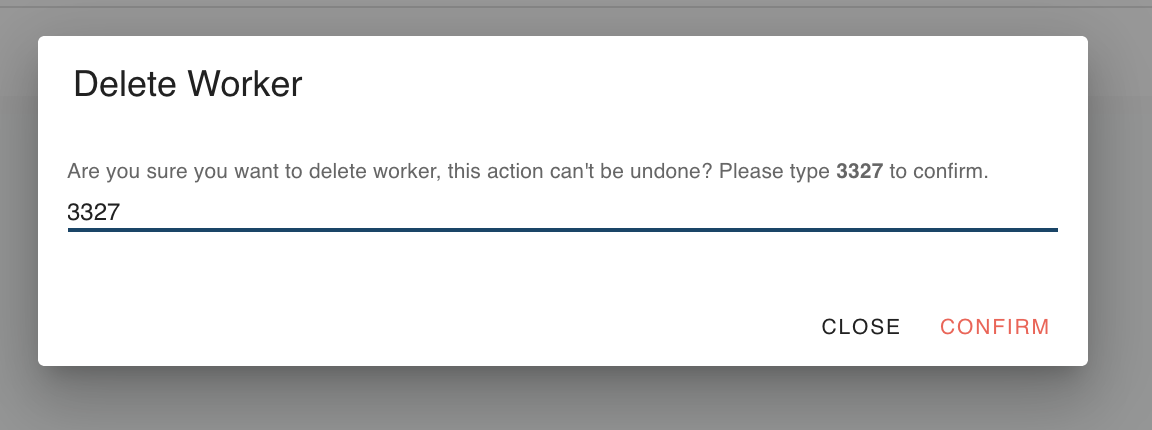 Delete Worker
Are you sure you want to delete worker, this action can't be undone? Please type 3327 to confirm.
3327
CLOSE CONFIRM